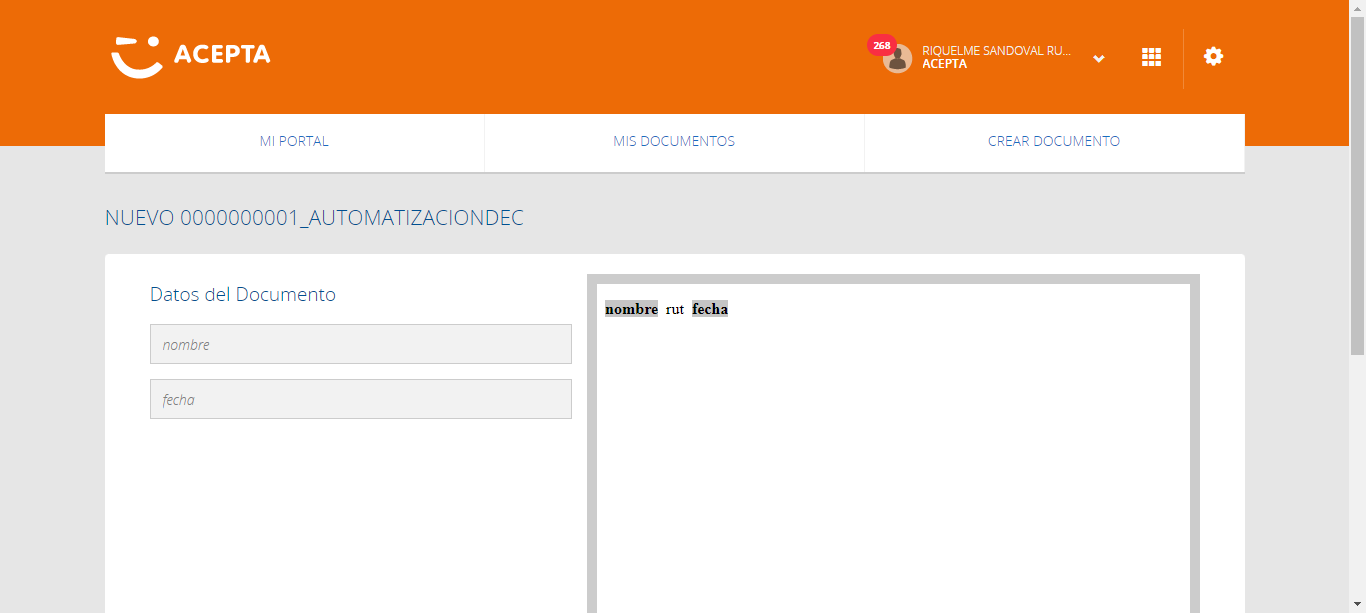 ACEPTA
268
RIQUELME SANDOVAL RU...
ACEPTA
MI PORTAL
MIS DOCUMENTOS
CREAR DOCUMENTO
NUEVO 0000000001_AUTOMATIZACIONDEC
Datos del Documento
nombre
fecha
nombre rut fecha